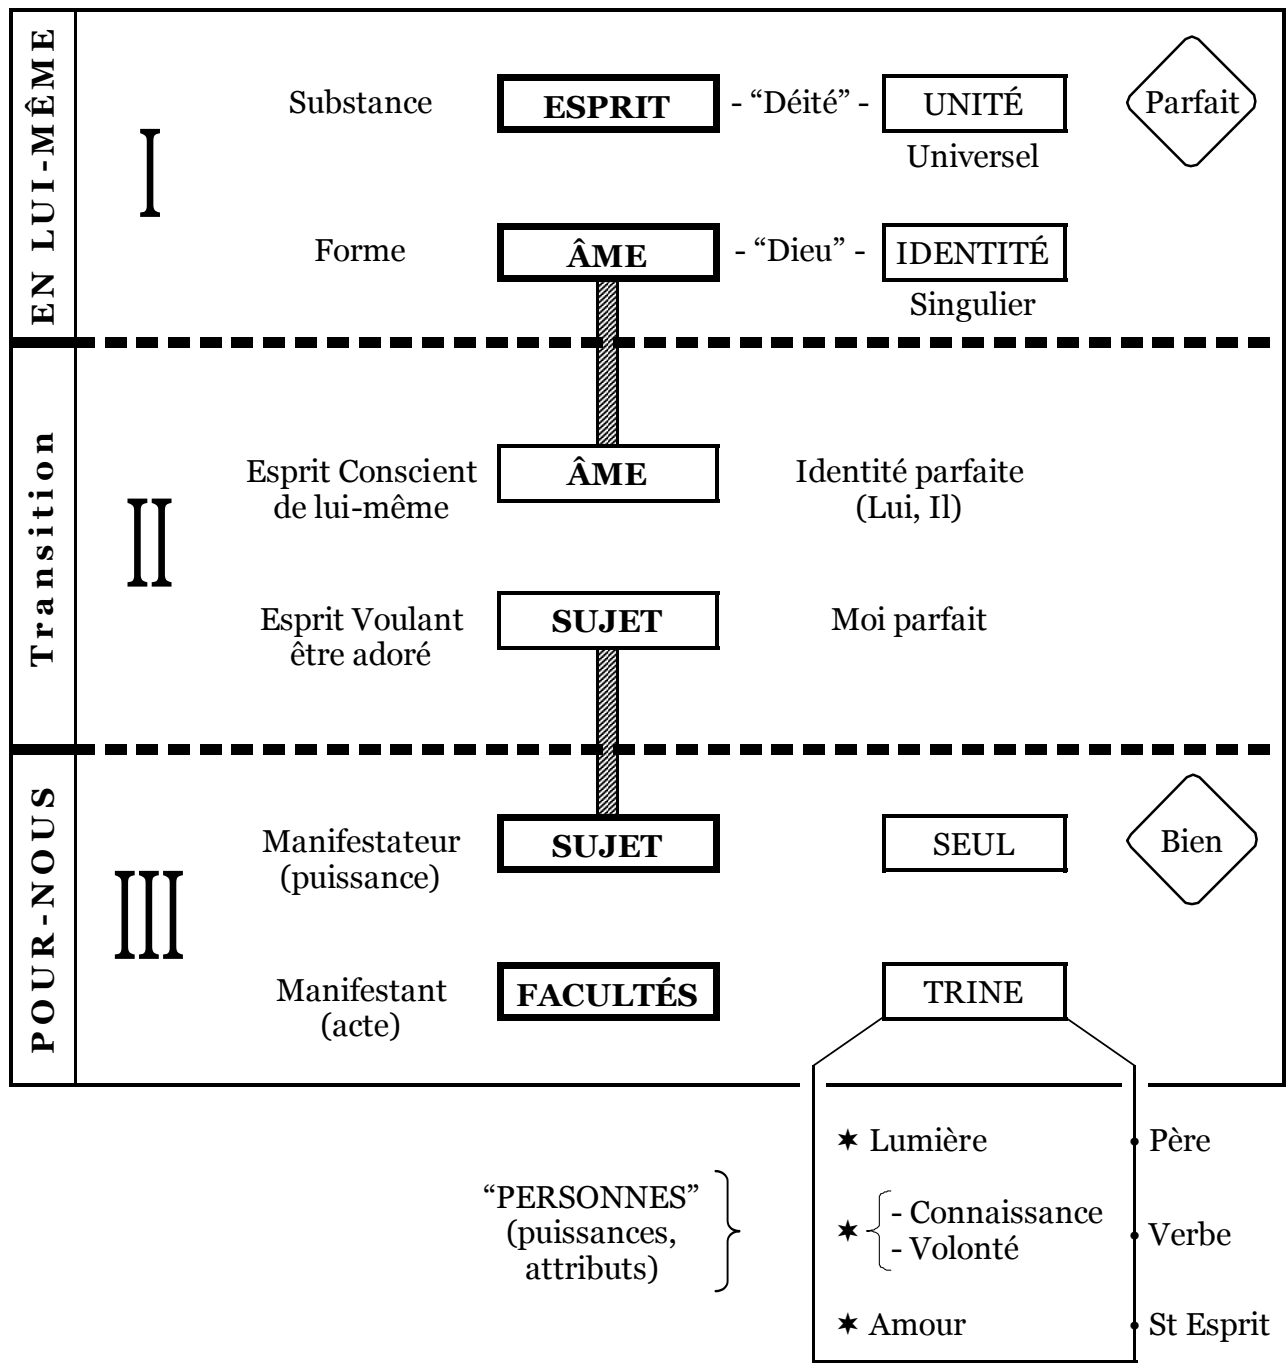 EN LUI-MÊME
I
Substance
ESPRIT
- “Déité” -
UNITÉ
Universel
Parfait
Forme
ÂME
- “Dieu” -
IDENTITÉ
Singulier
Transition
II
Esprit Conscient
de lui-même
ÂME
Identité parfaite
(Lui, Il)
Esprit Voulant
être adoré
SUJET
Moi parfait
POUR-NOUS
III
Manifestateur
(puissance)
SUJET
SEUL
Bien
Manifestant
(acte)
FACULTÉS
TRINE
“PERSONNES”
(puissances,
attributs)
✶ Lumière
• Père
✶ - Connaissance
- Volonté
• Verbe
✶ Amour
• St Esprit